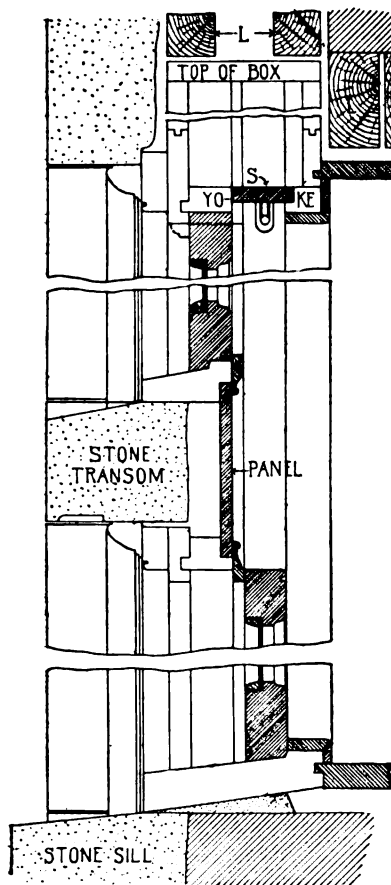 L
TOP OF BOX
S
YO KE
STONE
TRANSOM
PANEL
STONE SILL